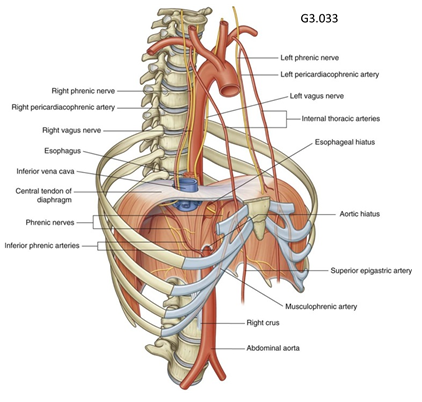 G3.033
Left phrenic nerve
Left pericardiacophrenic artery
Right phrenic nerve
Left vagus nerve
Right pericardiacophrenic artery
Internal thoracic arteries
Right vagus nerve
Esophageal hiatus
Esophagus
Inferior vena cava
Central tendon of
diaphragm
Aortic hiatus
Phrenic nerves
Inferior phrenic arteries
Superior epigastric artery
Musculophrenic artery
Right crus
Abdominal aorta